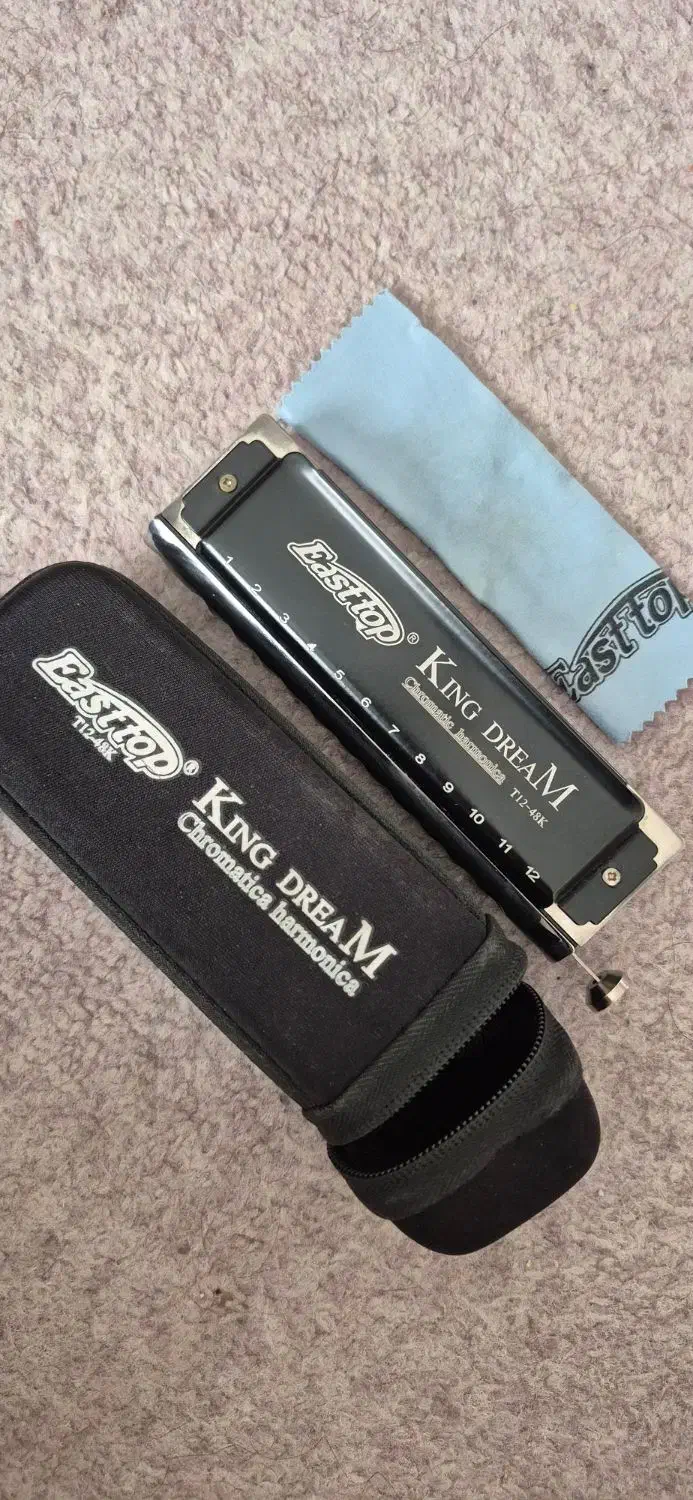 Easttop®
T12-48K
KING DREAM
Chromatica harmonica
1 2 3 4 5 6 7 8 9 10 11 12
Easttop®
KING DREAM
Chromatic harmonica T12-48K
Easttop